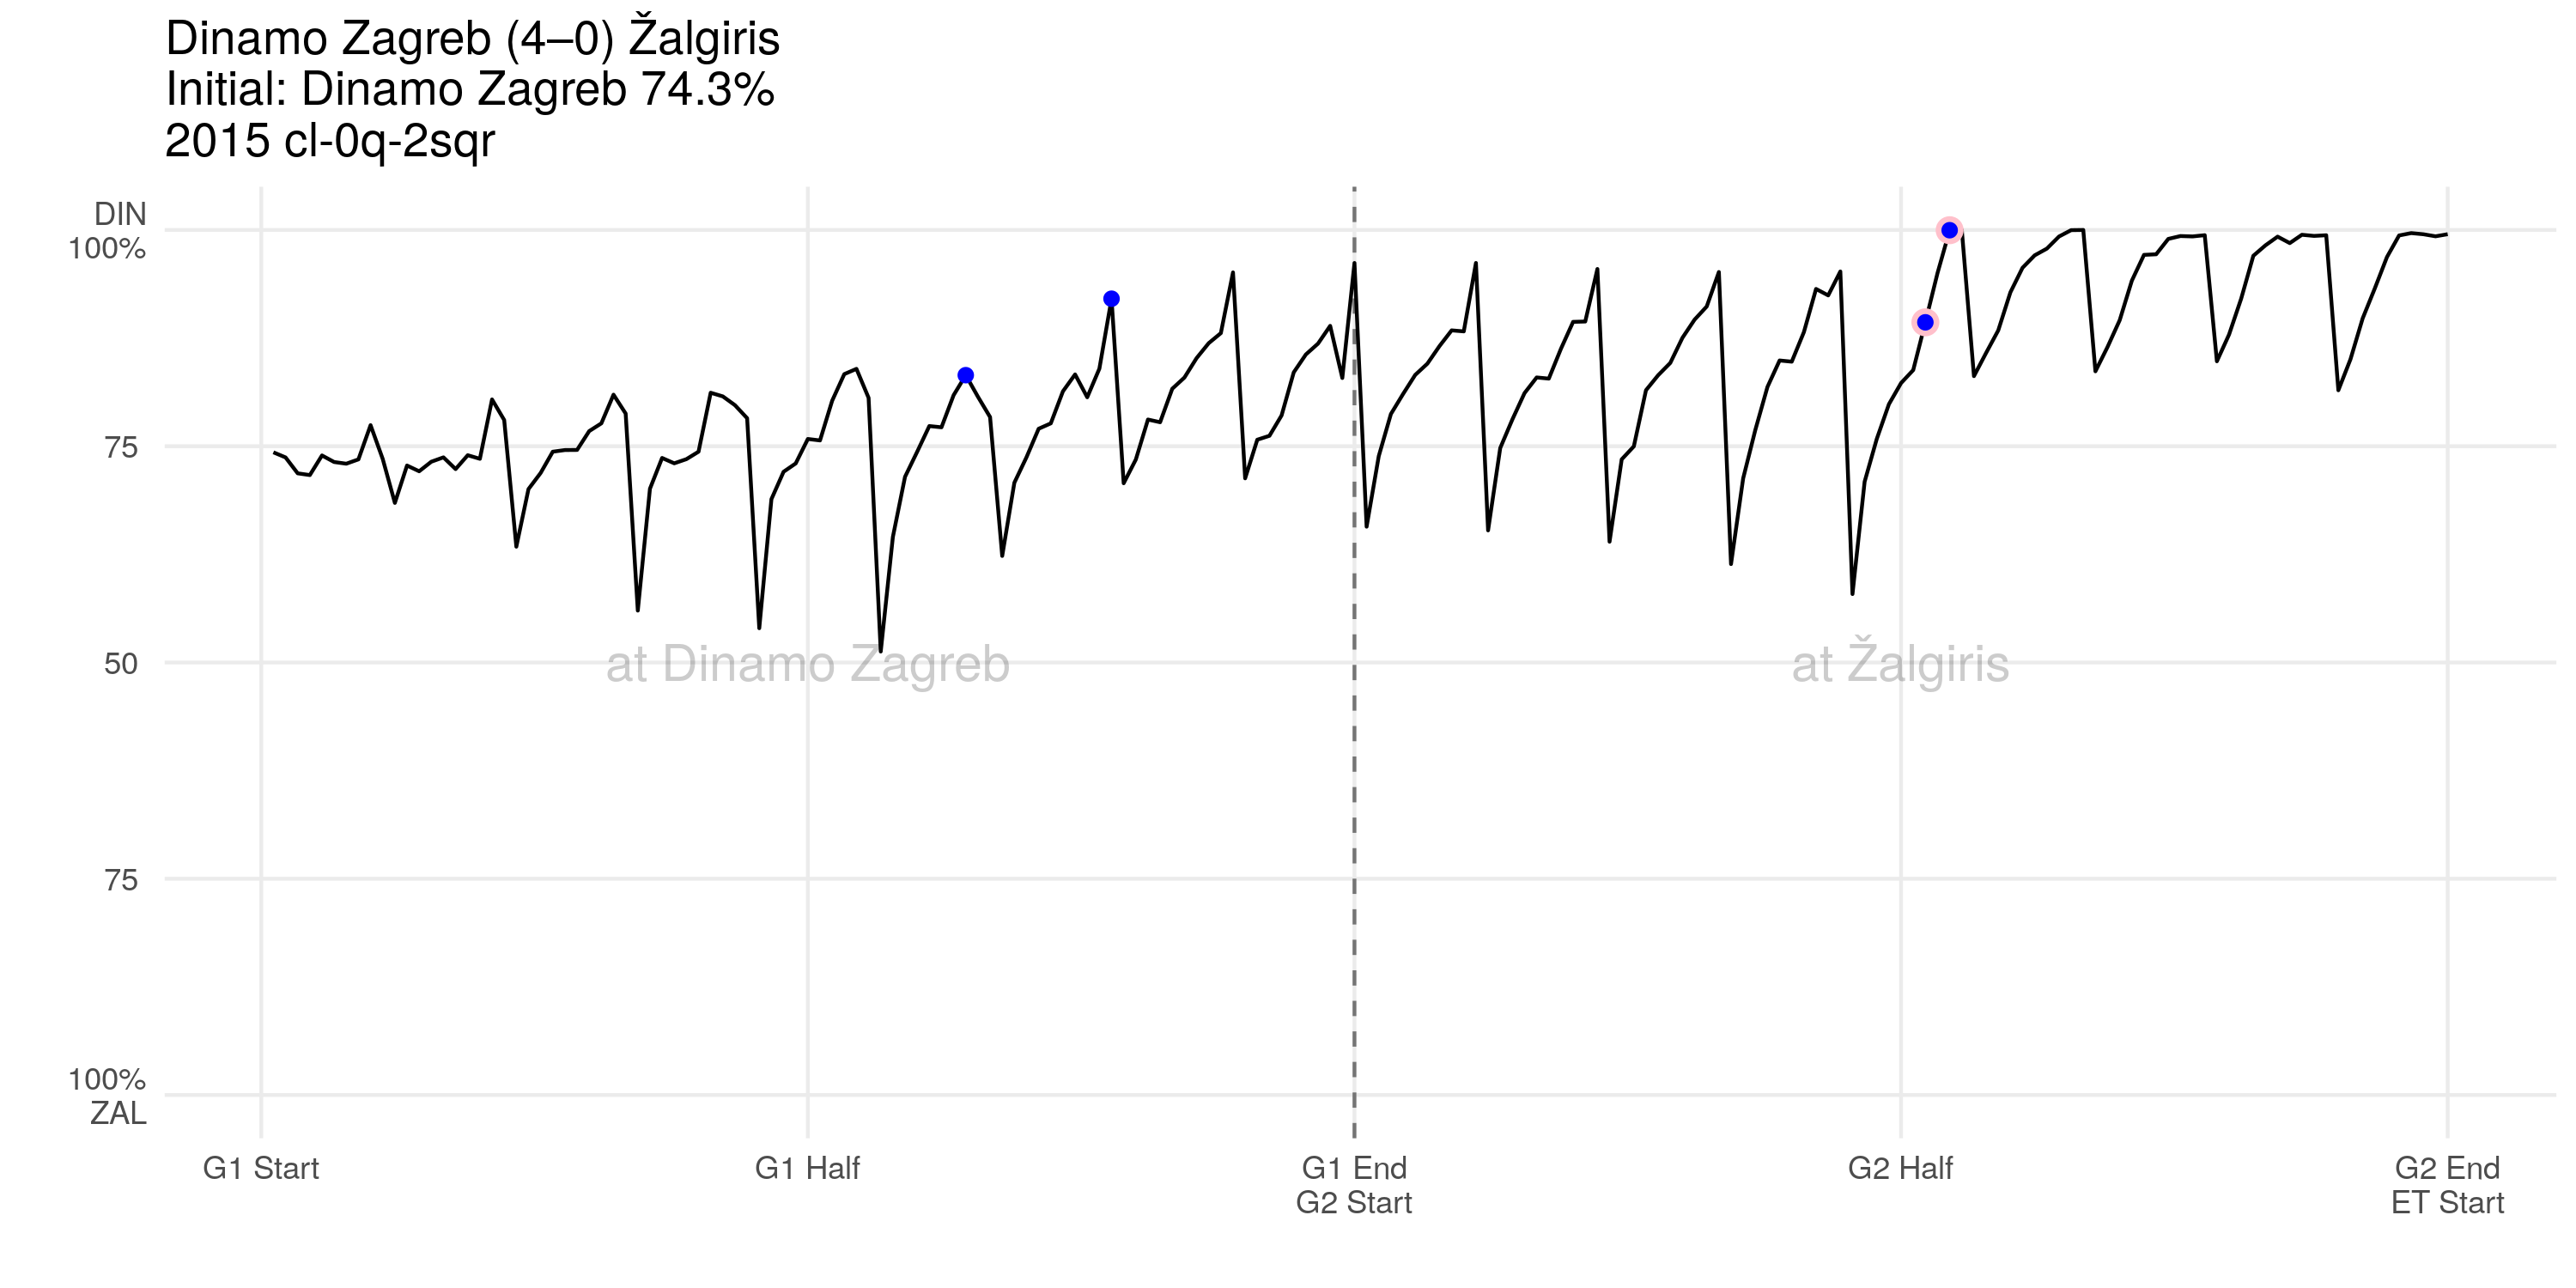 Dinamo Zagreb (4–0) Žalgiris
Initial: Dinamo Zagreb 74.3%
2015 cl-0q-2sqr
DIN
100%
75
50
75
100%
ZAL
at Dinamo Zagreb
at Žalgiris
G1 Start
G1 Half
G1 End
G2 Start
G2 Half
G2 End
ET Start